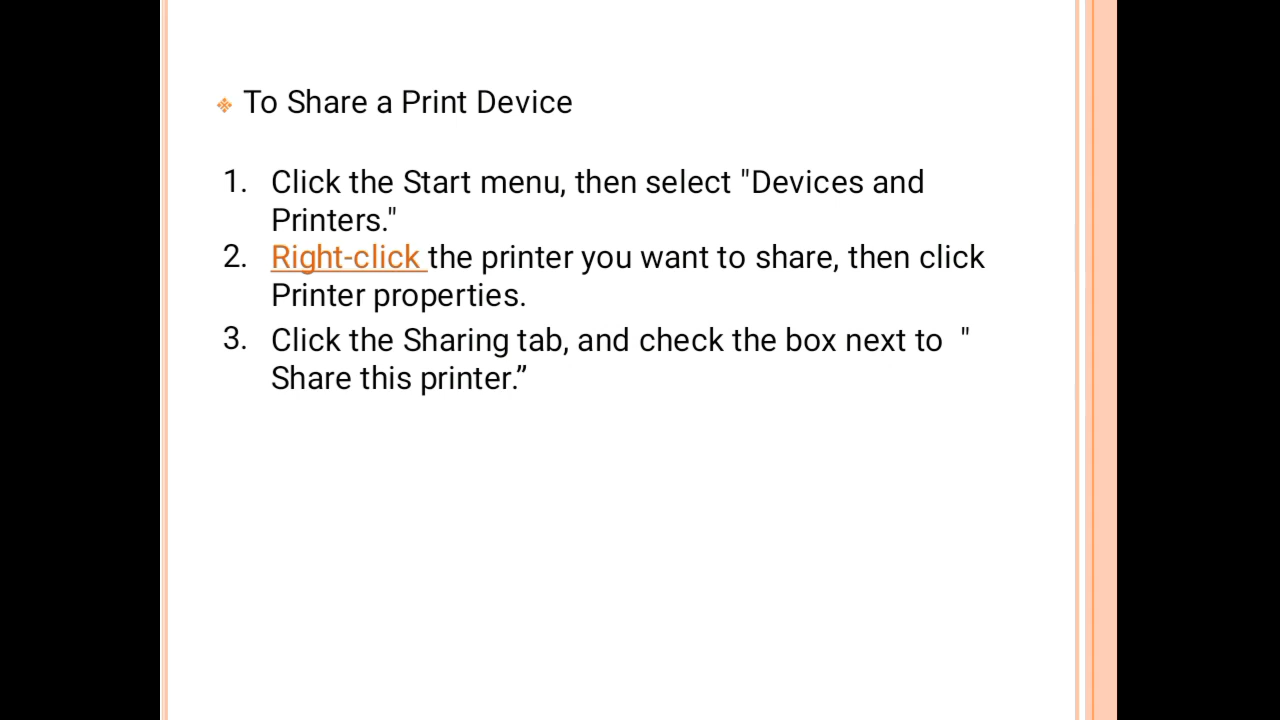 To Share a Print Device
1. Click the Start menu, then select "Devices and
Printers."
2. Right-click the printer you want to share, then click
Printer properties.
3. Click the Sharing tab, and check the box next to "
Share this printer.”